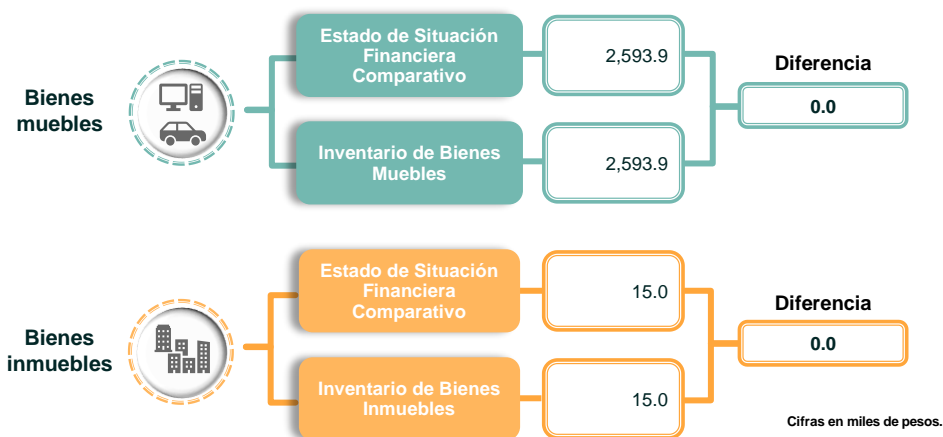 Bienes
muebles
Estado de Situación
Financiera
Comparativo
2,593.9
Inventario de Bienes
Muebles
2,593.9
Diferencia
0.0
Bienes
inmuebles
Estado de Situación
Financiera
Comparativo
15.0
Inventario de Bienes
Inmuebles
15.0
Diferencia
0.0
Cifras en miles de pesos.